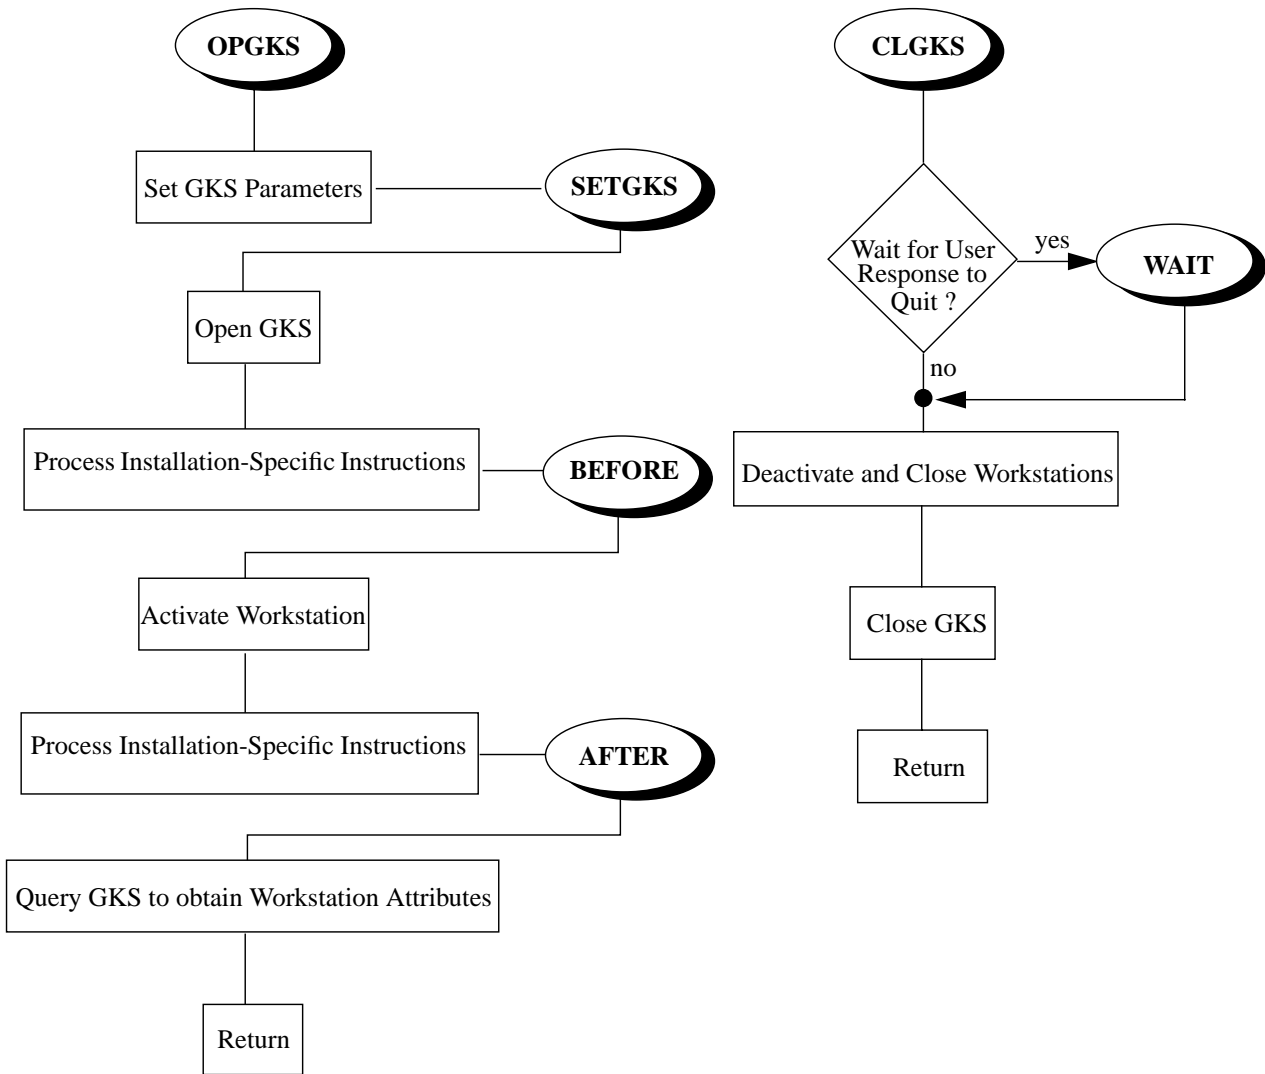 OPGKS
Set GKS Parameters
SETGKS
Open GKS
Process Installation-Specific Instructions
BEFORE
Activate Workstation
Process Installation-Specific Instructions
AFTER
Query GKS to obtain Workstation Attributes
Return
CLGKS
Wait for User
Response to
Quit ?
yes
WAIT
no
Deactivate and Close Workstations
Close GKS
Return